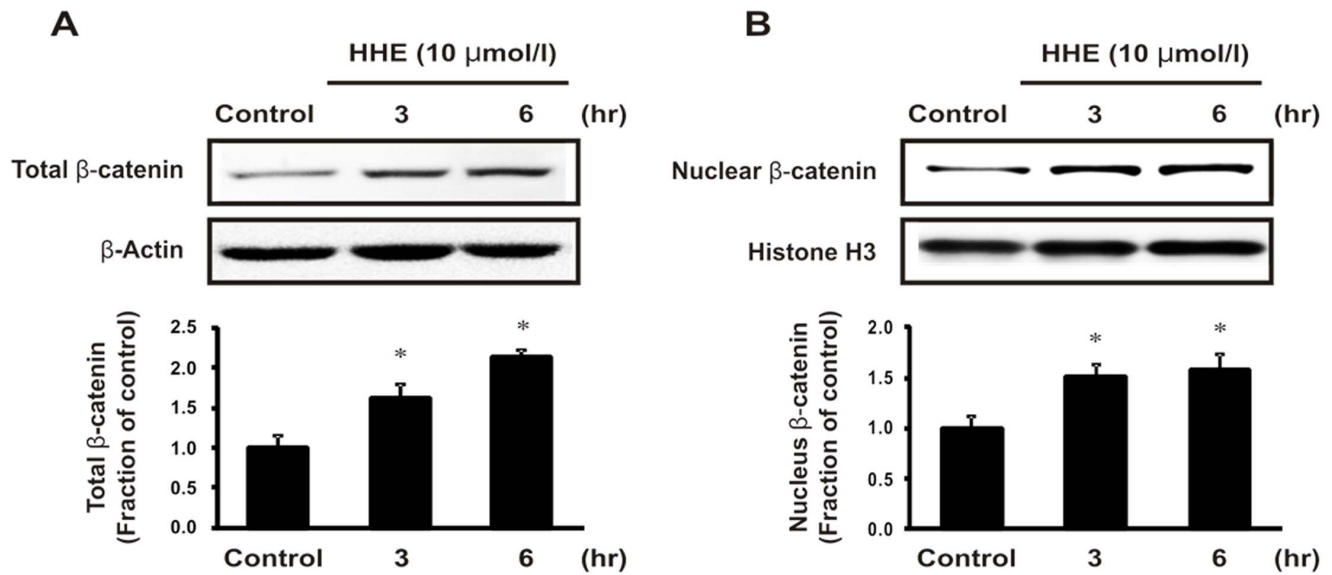 A
HHE (10 μmol/l)
Control 3 6 (hr)
Total β-catenin
β-Actin
Total β-catenin
(Fraction of control)
2.5
2.0
1.5
1.0
0.5
0.0
*
*
Control 3 6 (hr)
B
HHE (10 μmol/l)
Control 3 6 (hr)
Nuclear β-catenin
Histone H3
Nucleus β-catenin
(Fraction of control)
2.0
1.5
1.0
0.5
0.0
*
*
Control 3 6 (hr)